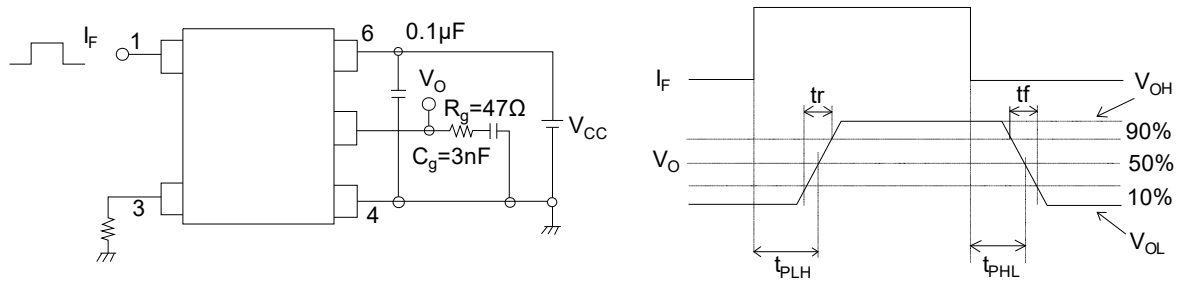 I_F
1
6
0.1µF
V_O
R_g=47Ω
C_g=3nF
V_CC
3
4
I_F
tr
tf
V_OH
90%
V_O
50%
10%
V_OL
t_PLH
t_PHL